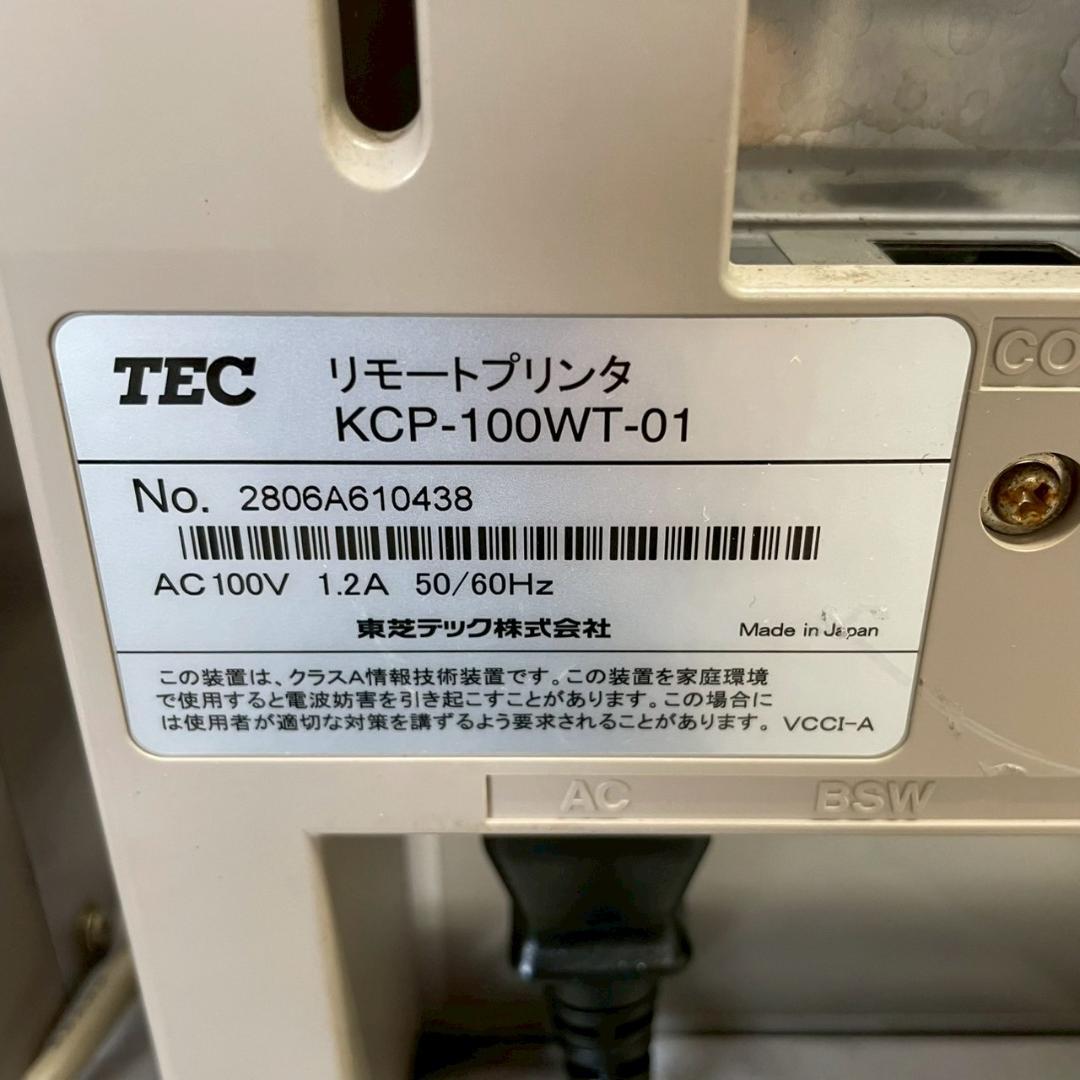 CO
TEC リモートプリンタ
KCP-100WT-01
No. 2806A610438
AC100V 1.2A 50/60Hz
東芝テック株式会社 Made in Japan
この装置は、クラスA情報技術装置です。この装置を家庭環境
で使用すると電波妨害を引き起こすことがあります。この場合に
は使用者が適切な対策を講ずるよう要求されることがあります。 VCCI-A
AC BSW